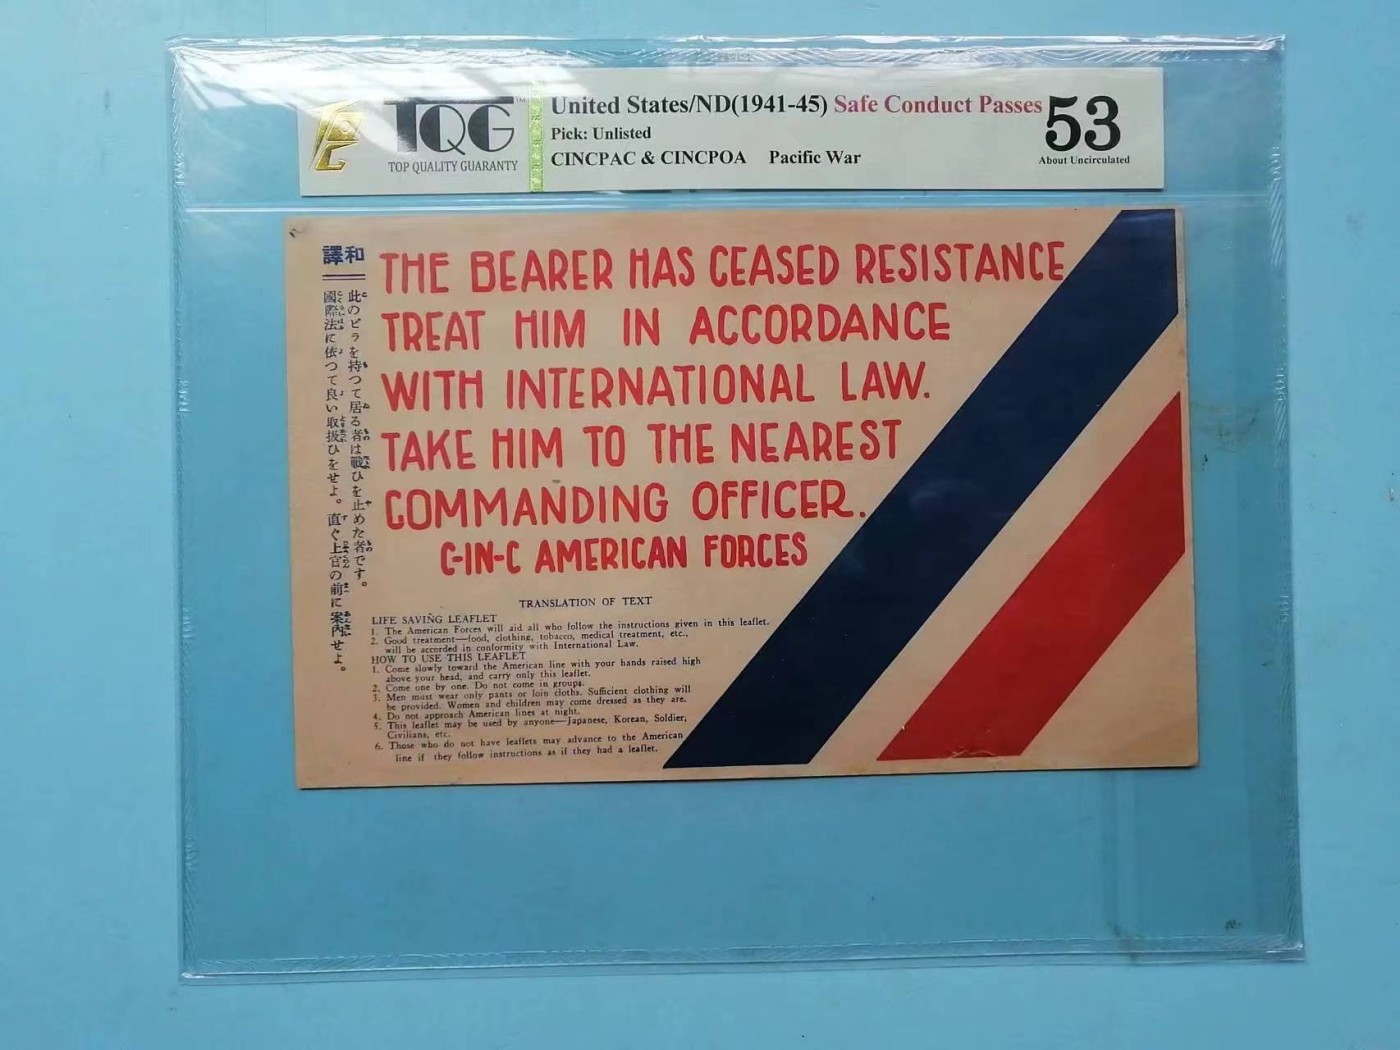 TQG™
TOP QUALITY GUARANTY
United States/ND(1941-45) Safe Conduct Passes
Pick: Unlisted
CINCPAC & CINCPOA Pacific War
53
About Uncirculated
譯和
此のビラを持つて居る者は戰ひを止めた者です。
國際法に依つて良い取扱ひをせよ。直ぐ上官の前に案內せよ。
THE BEARER HAS CEASED RESISTANCE
TREAT HIM IN ACCORDANCE
WITH INTERNATIONAL LAW.
TAKE HIM TO THE NEAREST
COMMANDING OFFICER.
C-IN-C AMERICAN FORCES
TRANSLATION OF TEXT
LIFE SAVING LEAFLET
1. The American Forces will aid all who follow the instructions given in this leaflet.
2. Good treatment—food, clothing, tobacco, medical treatment, etc.,
will be accorded in conformity with International Law.
HOW TO USE THIS LEAFLET
1. Come slowly toward the American line with your hands raised high
above your head, and carry only this leaflet.
2. Come one by one. Do not come in groups.
3. Men must wear only pants or loin cloths. Sufficient clothing will
be provided. Women and children may come dressed as they are.
4. Do not approach American lines at night.
5. This leaflet may be used by anyone—Japanese, Korean, Soldier,
Civilians, etc.
6. Those who do not have leaflets may advance to the American
line if they follow instructions as if they had a leaflet.